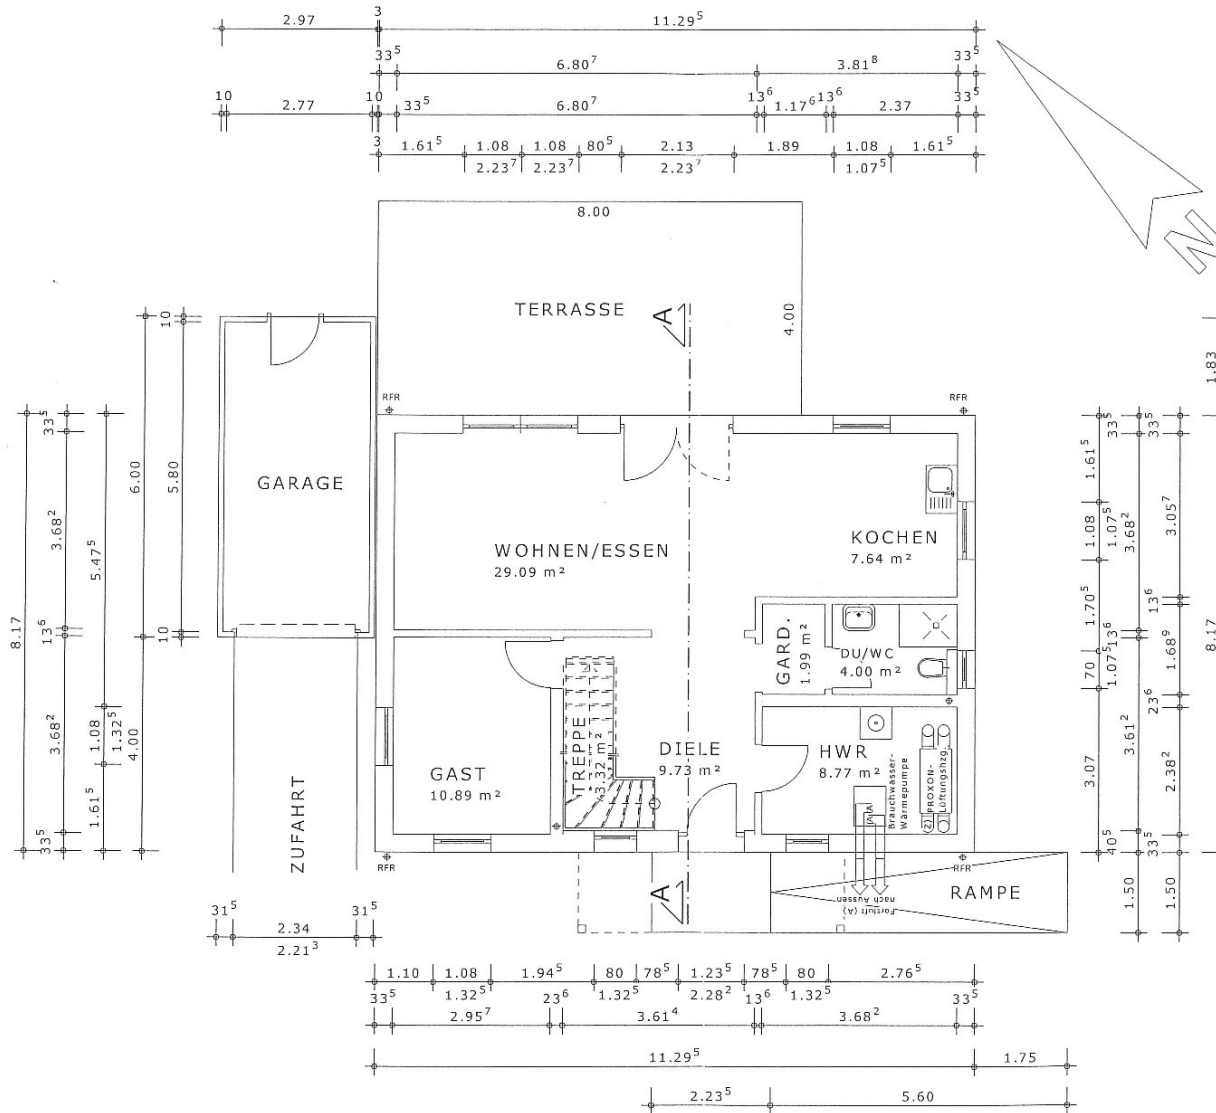 2.97 3 11.29⁵
33⁵ 6.80⁷ 3.81⁸ 33⁵
10 2.77 10 33⁵ 6.80⁷ 13⁶ 1.17⁶ 13⁶ 2.37 33⁵
3 1.61⁵ 1.08 1.08 80⁵ 2.13 1.89 1.08 1.61⁵
2.23⁷ 2.23⁷ 2.23⁷ 1.07⁵
N
8.00
TERRASSE
A
4.00
1.83
RFR
RFR
10
6.00
5.80
10
GARAGE
8.17
33⁵
3.68²
13⁶
3.68²
33⁵
5.47⁵
1.08
1.32⁵
1.61⁵
4.00
WOHNEN/ESSEN
29.09 m²
KOCHEN
7.64 m²
GARD.
1.99 m²
DU/WC
4.00 m²
TREPPE
3.32 m²
DIELE
9.73 m²
GAST
10.89 m²
HWR
8.77 m²
Brauchwasser-
Wärmepumpe
(Z) PROXON-
Lüftungshzg.
33⁵ 33⁵
1.61⁵
1.08
1.07⁵
3.68²
3.05⁷
1.70⁵
13⁶
13⁶
70
1.07⁵
1.68⁹
8.17
23⁶
3.07
3.61²
2.38²
40⁵
33⁵
1.50
1.50
ZUFAHRT
RFR
RFR
A
Fortluft (A)
nach Aussen
RAMPE
31⁵ 2.34 31⁵
2.21³
1.10 1.08 1.94⁵ 80 78⁵ 1.23⁵ 78⁵ 80 2.76⁵
1.32⁵ 1.32⁵ 2.28² 1.32⁵
33⁵ 2.95⁷ 23⁶ 3.61⁴ 13⁶ 3.68² 33⁵
11.29⁵ 1.75
2.23⁵ 5.60